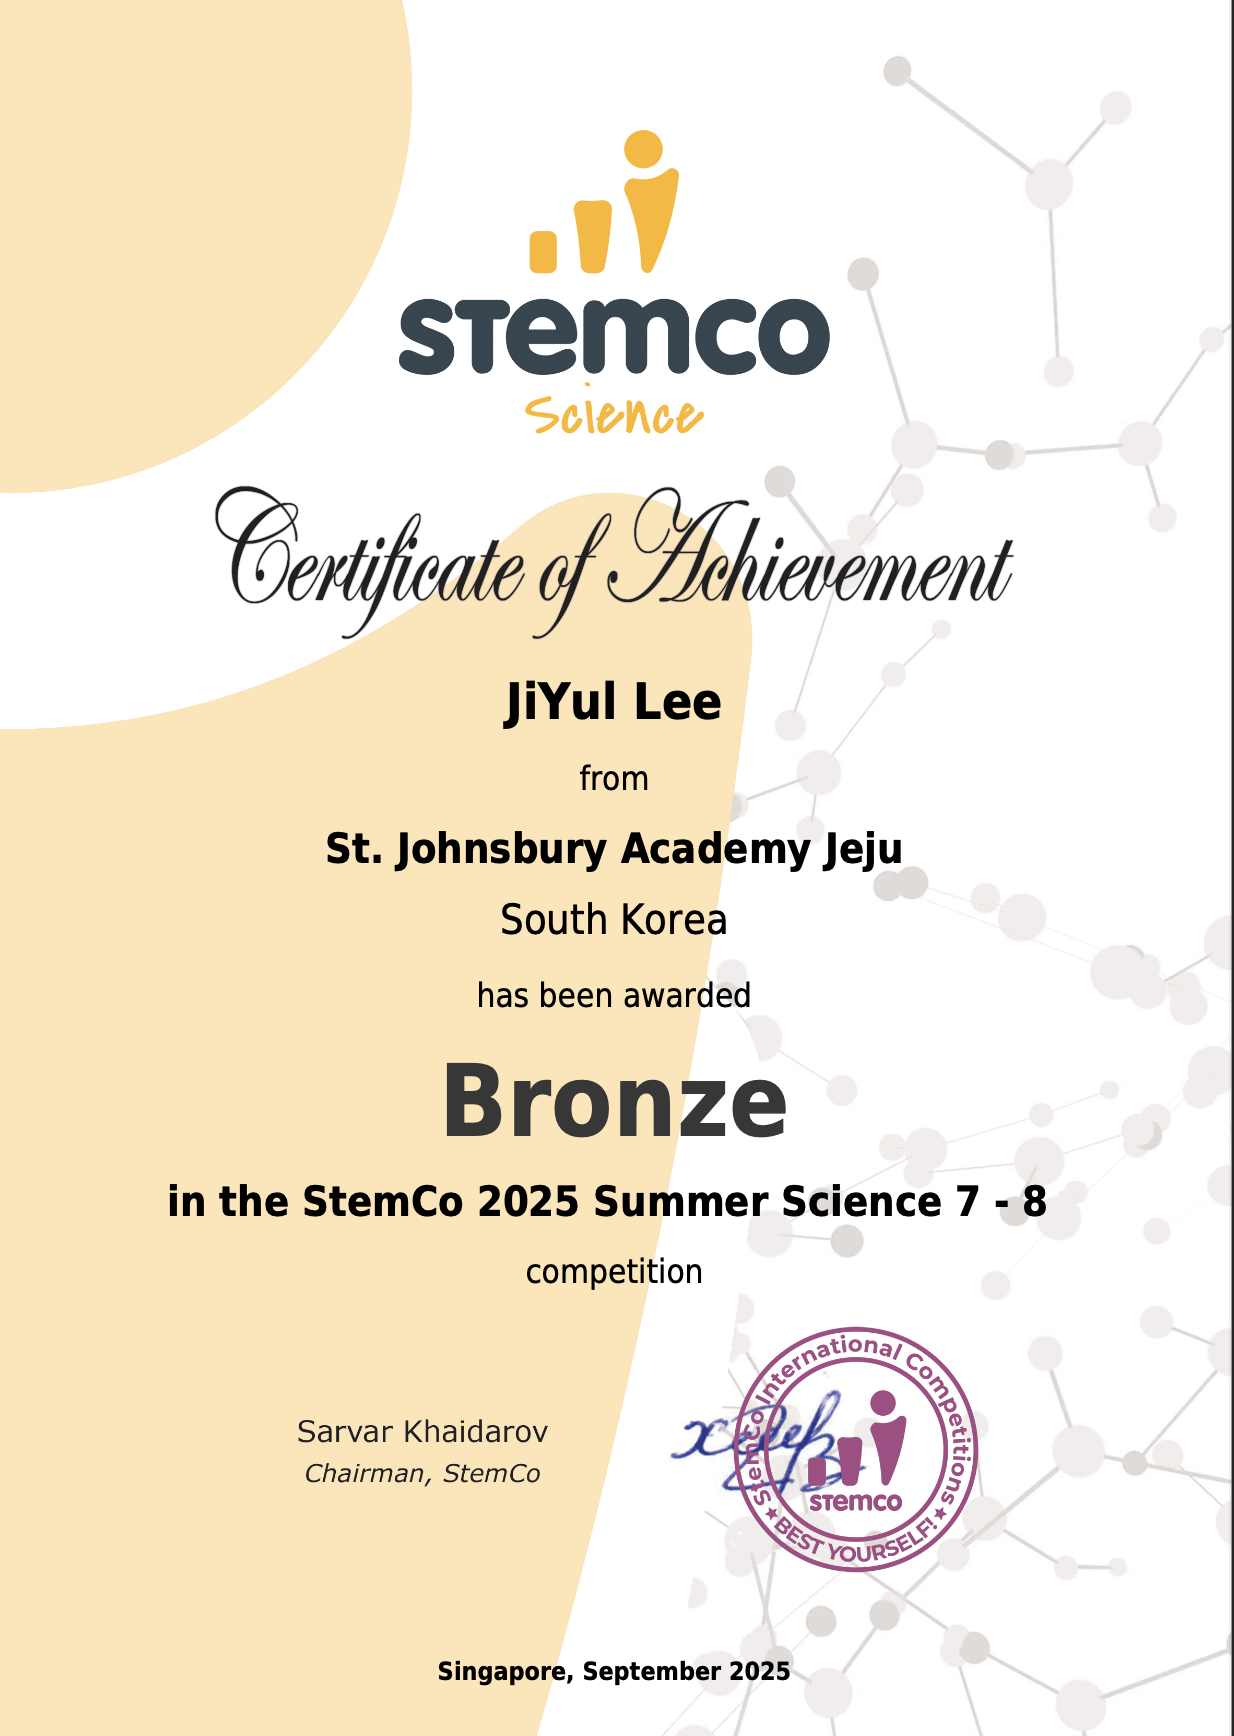 stemco
Science
Certificate of Achievement
JiYul Lee
from
St. Johnsbury Academy Jeju
South Korea
has been awarded
Bronze
in the StemCo 2025 Summer Science 7 - 8
competition
Sarvar Khaidarov
Chairman, StemCo
StemCo International Competitions
stemco
★ BEST YOURSELF! ★
Singapore, September 2025